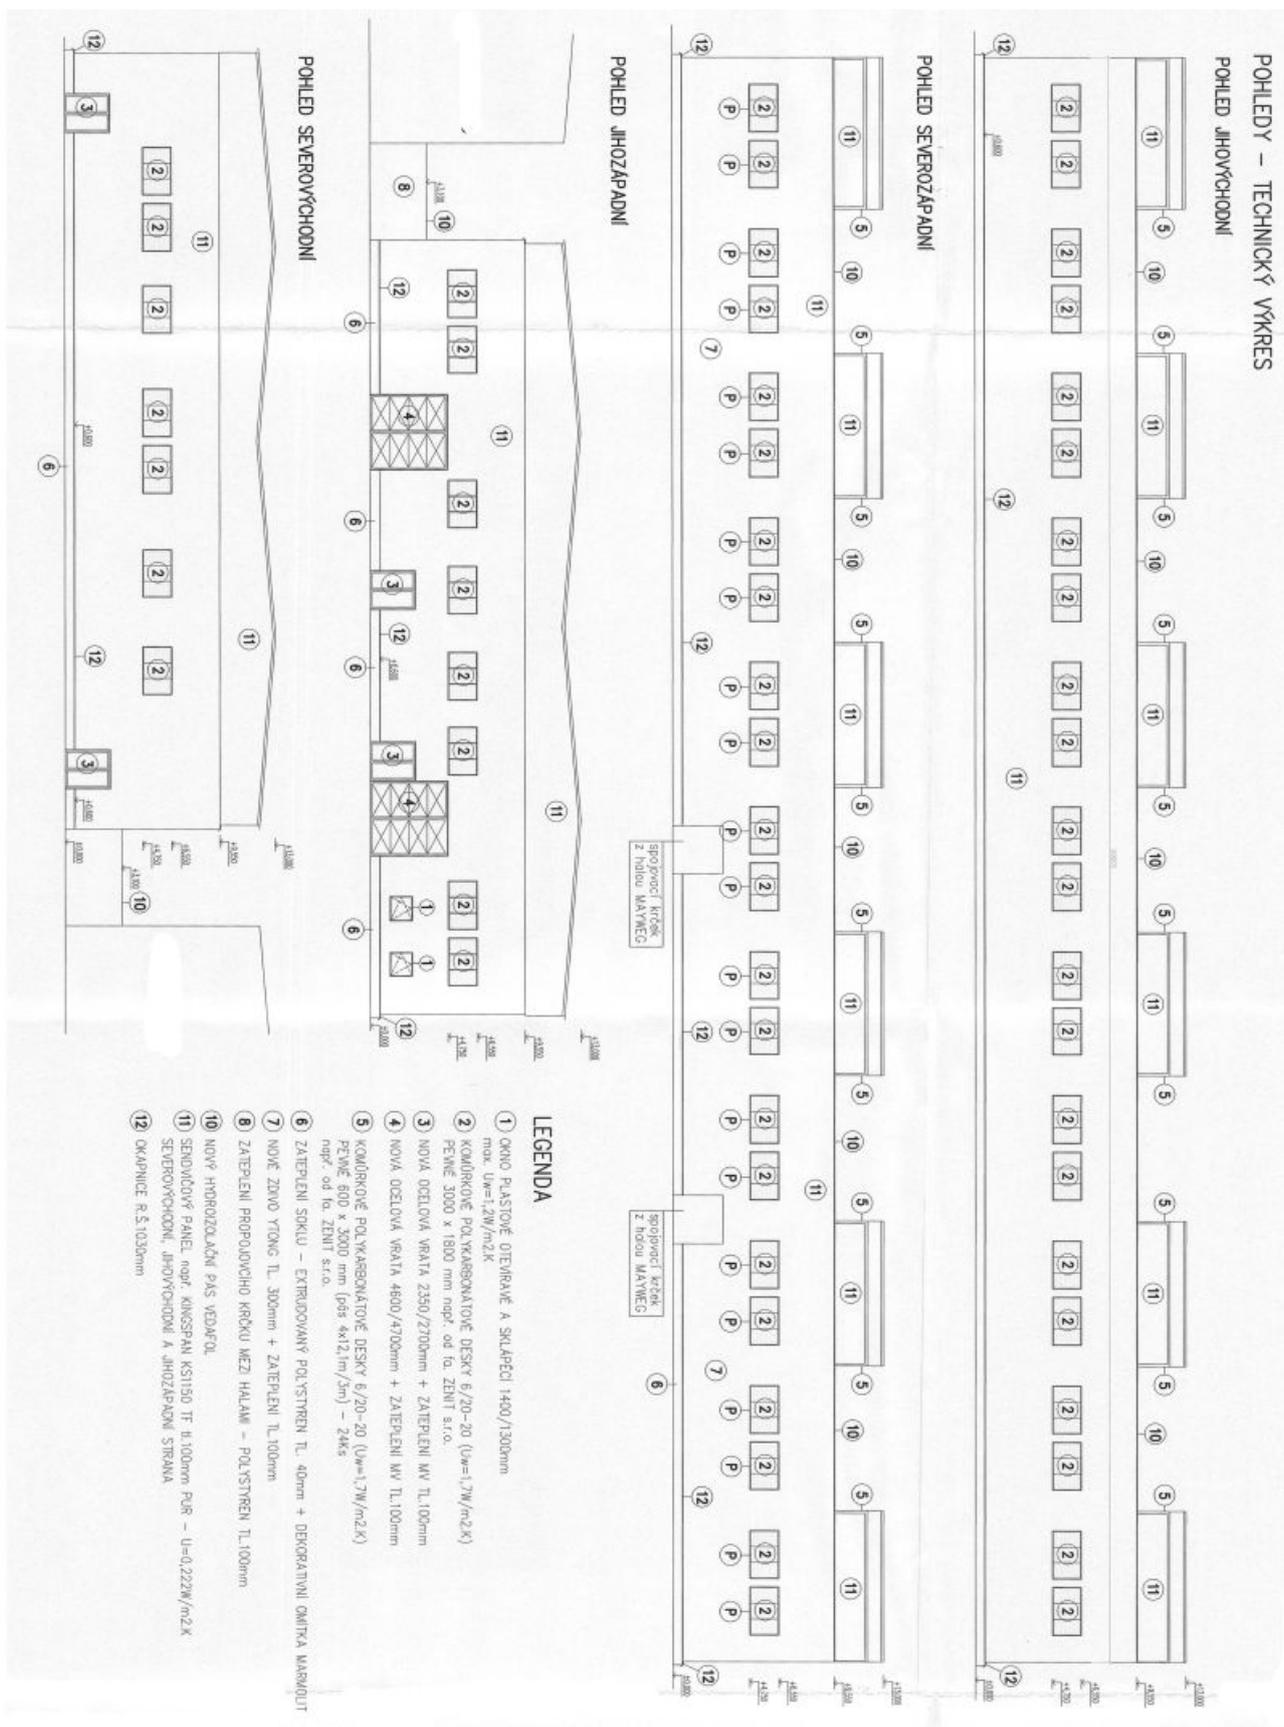 POHLEDY – TECHNICKÝ VÝKRES
POHLED JIHOVÝCHODNÍ
POHLED SEVEROZÁPADNÍ
spojovací krček
z halou MAYWEG
spojovací krček
z halou MAYWEG
POHLED JIHOZÁPADNÍ
POHLED SEVEROVÝCHODNÍ
LEGENDA
1 OKNO PLASTOVÉ OTEVÍRAVÉ A SKLÁPĚCÍ 1400/1300mm
max. Uw=1,2W/m2.K
2 KOMŮRKOVÉ POLYKARBONÁTOVÉ DESKY 6/20-20 (Uw=1,7W/m2.K)
PEVNÉ 3000 x 1800 mm např. od fa. ZENIT s.r.o.
3 NOVÁ OCELOVÁ VRATA 2350/2700mm + ZATEPLENÍ MV TL.100mm
4 NOVÁ OCELOVÁ VRATA 4600/4700mm + ZATEPLENÍ MV TL.100mm
5 KOMŮRKOVÉ POLYKARBONÁTOVÉ DESKY 6/20-20 (Uw=1,7W/m2.K)
PEVNÉ 600 x 3000 mm (pás 4x12,1m/3m) – 24Ks
např. od fa. ZENIT s.r.o.
6 ZATEPLENÍ SOKLU – EXTRUDOVANÝ POLYSTYREN TL. 40mm + DEKORATIVNÍ OMÍTKA MARMOLIT
7 NOVÉ ZDIVO YTONG TL. 300mm + ZATEPLENÍ TL.100mm
8 ZATEPLENÍ PROPOJOVCÍHO KRČKU MEZI HALAMI – POLYSTYREN TL.100mm
10 NOVÝ HYDROIZOLAČNÍ PÁS VEDAFOL
11 SENDVIČOVÝ PANEL např. KINGSPAN KS1150 TF tl.100mm PUR – U=0,222W/m2.K
SEVEROVÝCHODNÍ, JIHOVÝCHODNÍ A JIHOZÁPADNÍ STRANA
12 OKAPNICE R.Š.1030mm